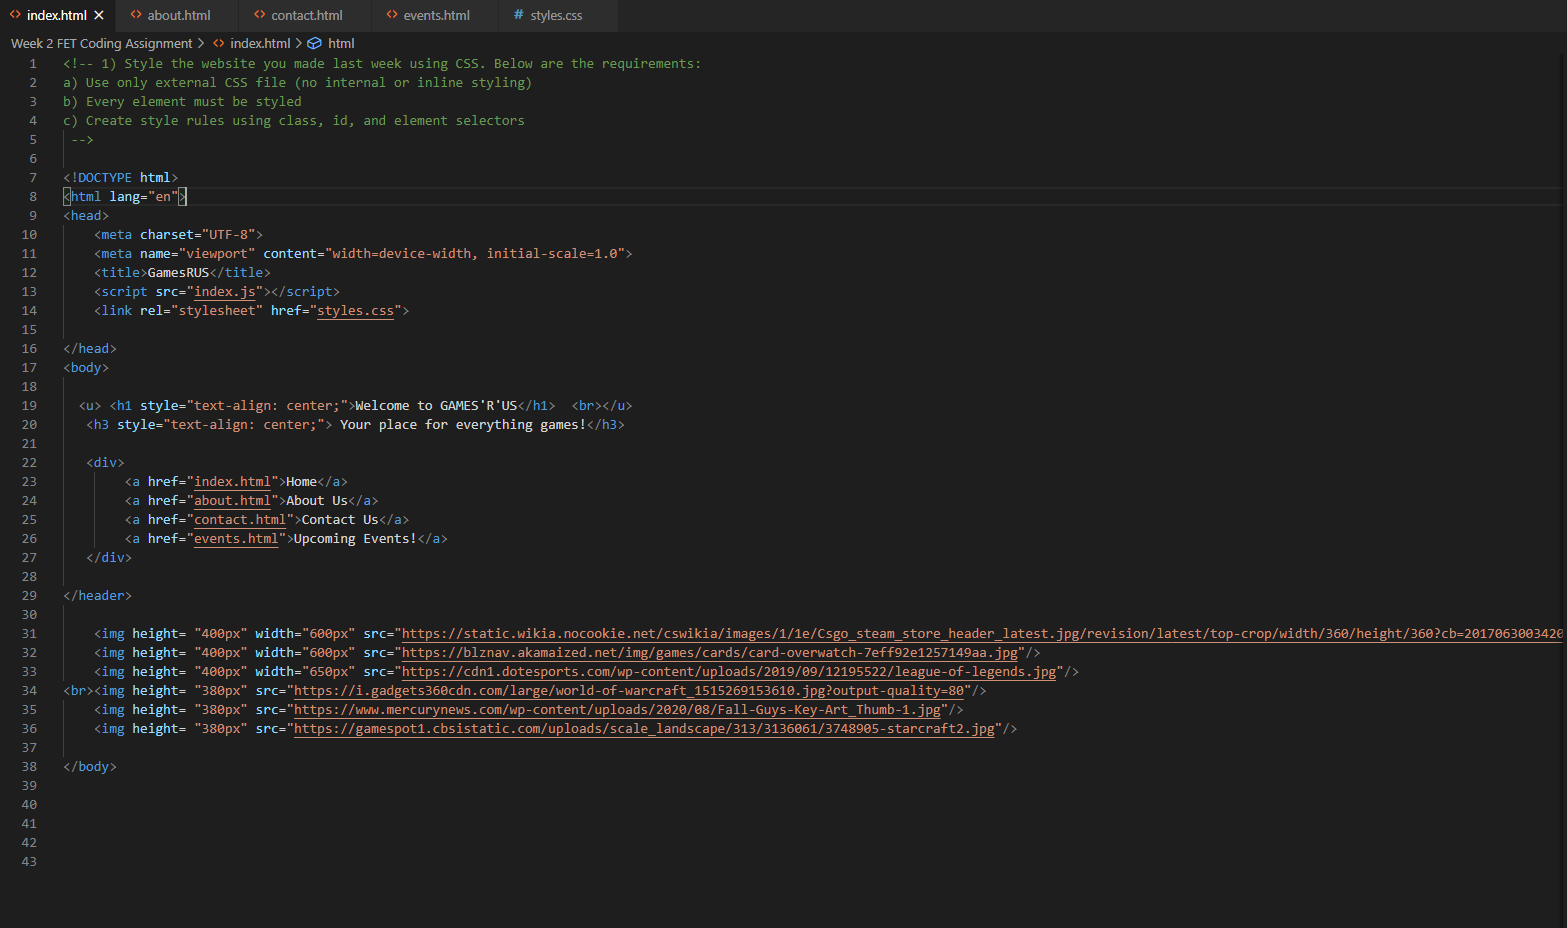 index.html
about.html
contact.html
events.html
# styles.css
Week 2 FET Coding Assignment > index.html > html
1 <!-- 1) Style the website you made last week using CSS. Below are the requirements:
2 a) Use only external CSS file (no internal or inline styling)
3 b) Every element must be styled
4 c) Create style rules using class, id, and element selectors
5 -->
6
7 <!DOCTYPE html>
8 <html lang="en">
9 <head>
10 <meta charset="UTF-8">
11 <meta name="viewport" content="width=device-width, initial-scale=1.0">
12 <title>GamesRUS</title>
13 <script src="index.js"></script>
14 <link rel="stylesheet" href="styles.css">
15
16 </head>
17 <body>
18
19 <u> <h1 style="text-align: center;">Welcome to GAMES'R'US</h1> <br></u>
20 <h3 style="text-align: center;"> Your place for everything games!</h3>
21
22 <div>
23 <a href="index.html">Home</a>
24 <a href="about.html">About Us</a>
25 <a href="contact.html">Contact Us</a>
26 <a href="events.html">Upcoming Events!</a>
27 </div>
28
29 </header>
30
31 <img height= "400px" width="600px" src="https://static.wikia.nocookie.net/cswikia/images/1/1e/Csgo_steam_store_header_latest.jpg/revision/latest/top-crop/width/360/height/360?cb=2017063003420
32 <img height= "400px" width="600px" src="https://blznav.akamaized.net/img/games/cards/card-overwatch-7eff92e1257149aa.jpg"/>
33 <img height= "400px" width="650px" src="https://cdn1.dotesports.com/wp-content/uploads/2019/09/12195522/league-of-legends.jpg"/>
34 <br><img height= "380px" src="https://i.gadgets360cdn.com/large/world-of-warcraft_1515269153610.jpg?output-quality=80"/>
35 <img height= "380px" src="https://www.mercurynews.com/wp-content/uploads/2020/08/Fall-Guys-Key-Art_Thumb-1.jpg"/>
36 <img height= "380px" src="https://gamespot1.cbsistatic.com/uploads/scale_landscape/313/3136061/3748905-starcraft2.jpg"/>
37
38 </body>
39
40
41
42
43